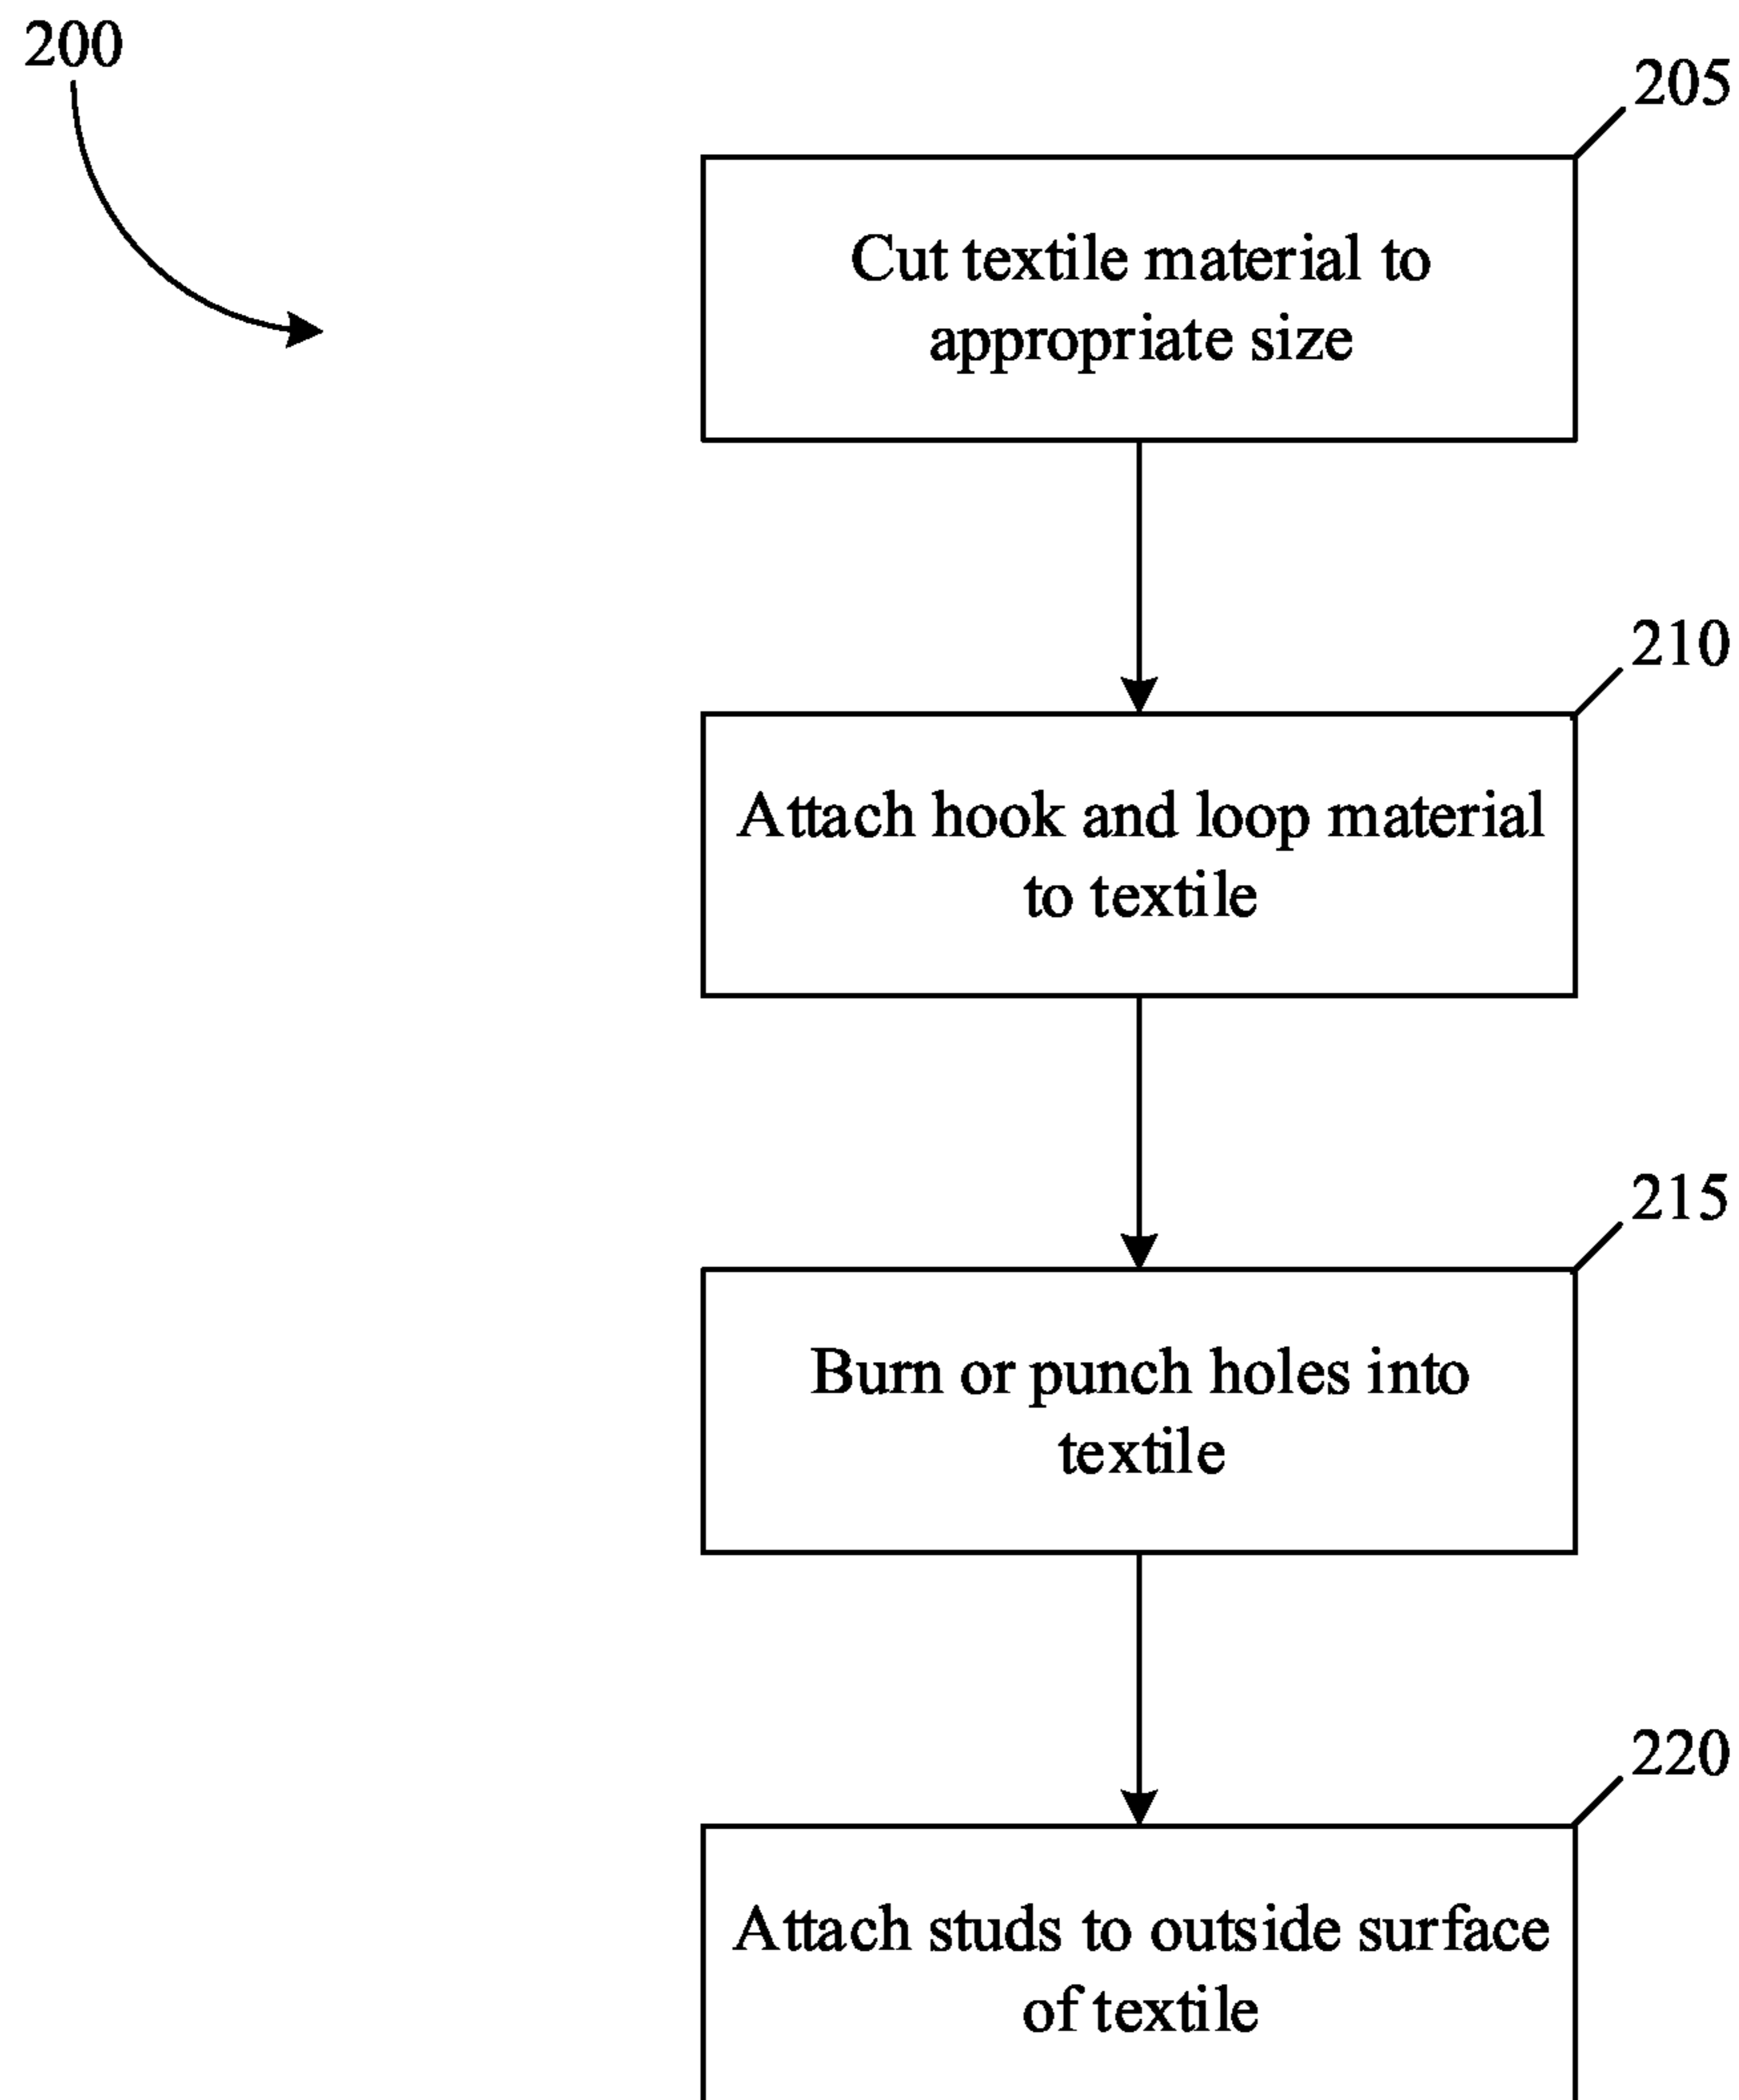 200
205
Cut textile material to
appropriate size
210
Attach hook and loop material
to textile
215
Burn or punch holes into
textile
220
Attach studs to outside surface
of textile